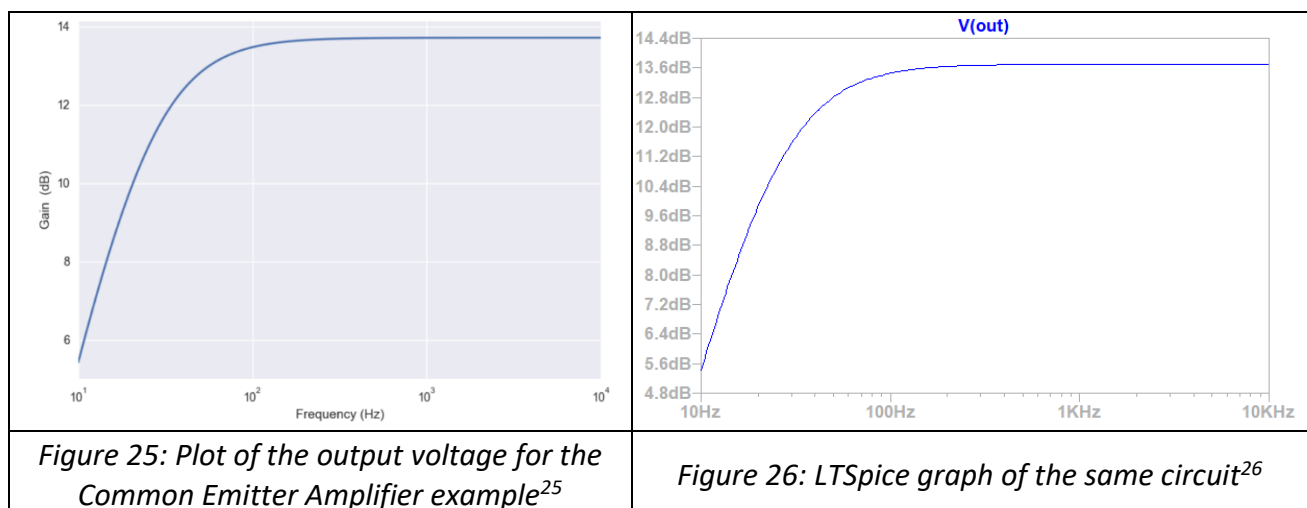 14
12
10
8
6
Gain (dB)
10¹
10²
10³
10⁴
Frequency (Hz)
V(out)
14.4dB
13.6dB
12.8dB
12.0dB
11.2dB
10.4dB
9.6dB
8.8dB
8.0dB
7.2dB
6.4dB
5.6dB
4.8dB
10Hz
100Hz
1KHz
10KHz
Figure 25: Plot of the output voltage for the
Common Emitter Amplifier example²⁵
Figure 26: LTSpice graph of the same circuit²⁶